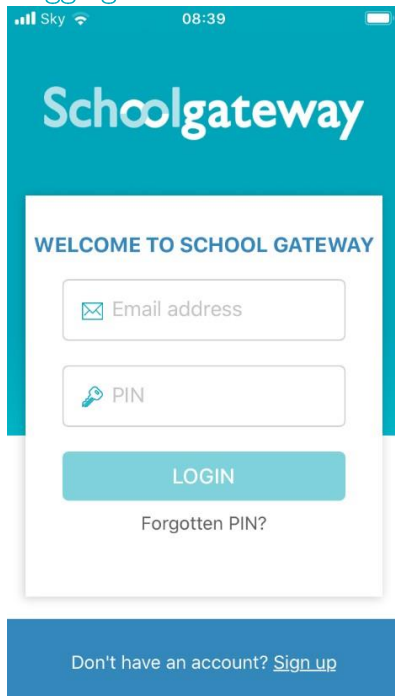 Sky 08:39
Schoolgateway
WELCOME TO SCHOOL GATEWAY
Email address
PIN
LOGIN
Forgotten PIN?
Don't have an account? Sign up